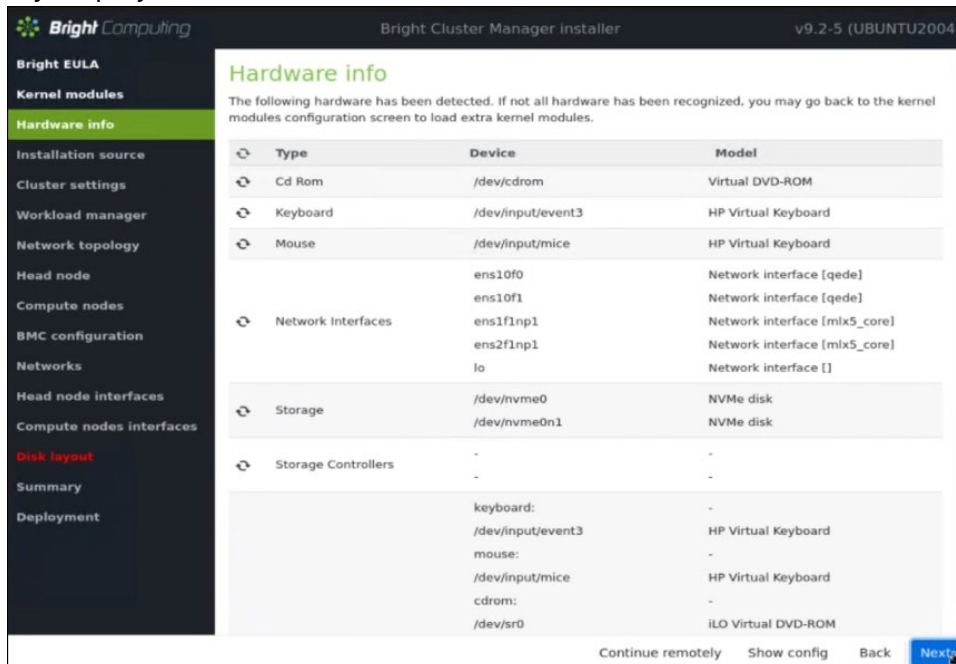 Bright Computing
Bright Cluster Manager installer
v9.2-5 (UBUNTU2004
Bright EULA
Kernel modules
Hardware info
Installation source
Cluster settings
Workload manager
Network topology
Head node
Compute nodes
BMC configuration
Networks
Head node interfaces
Compute nodes interfaces
Disk layout
Summary
Deployment
Hardware info
The following hardware has been detected. If not all hardware has been recognized, you may go back to the kernel
modules configuration screen to load extra kernel modules.
Type Device Model
Cd Rom /dev/cdrom Virtual DVD-ROM
Keyboard /dev/input/event3 HP Virtual Keyboard
Mouse /dev/input/mice HP Virtual Keyboard
ens10f0 Network interface [qede]
ens10f1 Network interface [qede]
Network Interfaces ens1f1np1 Network interface [mlx5_core]
ens2f1np1 Network interface [mlx5_core]
lo Network interface []
/dev/nvme0 NVMe disk
Storage
/dev/nvme0n1 NVMe disk
- -
Storage Controllers
- -
keyboard: -
/dev/input/event3 HP Virtual Keyboard
mouse: -
/dev/input/mice HP Virtual Keyboard
cdrom: -
/dev/sr0 iLO Virtual DVD-ROM
Continue remotely Show config Back Next